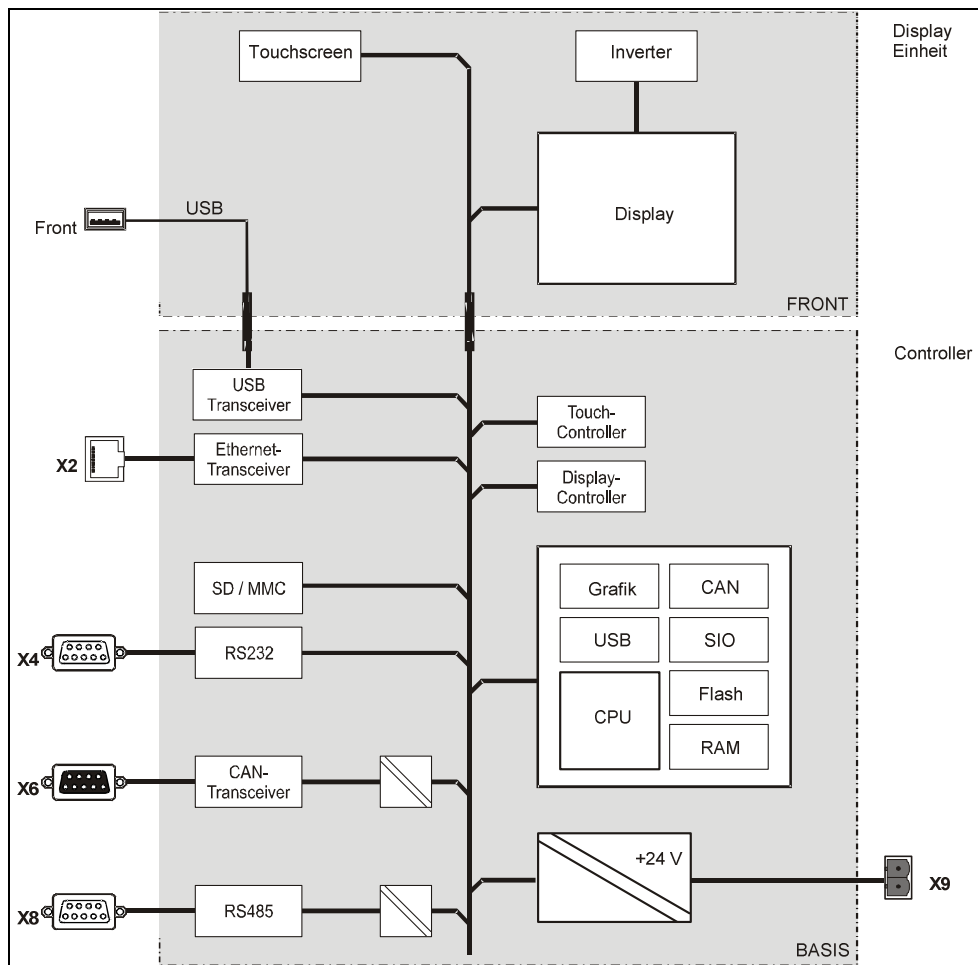 Touchscreen
Inverter
Display
Einheit
USB
Front
Display
FRONT
Controller
USB
Transceiver
Touch-
Controller
X2
Ethernet-
Transceiver
Display-
Controller
SD / MMC
Grafik
CAN
X4
RS232
USB
SIO
CPU
Flash
RAM
X6
CAN-
Transceiver
+24 V
X9
X8
RS485
BASIS